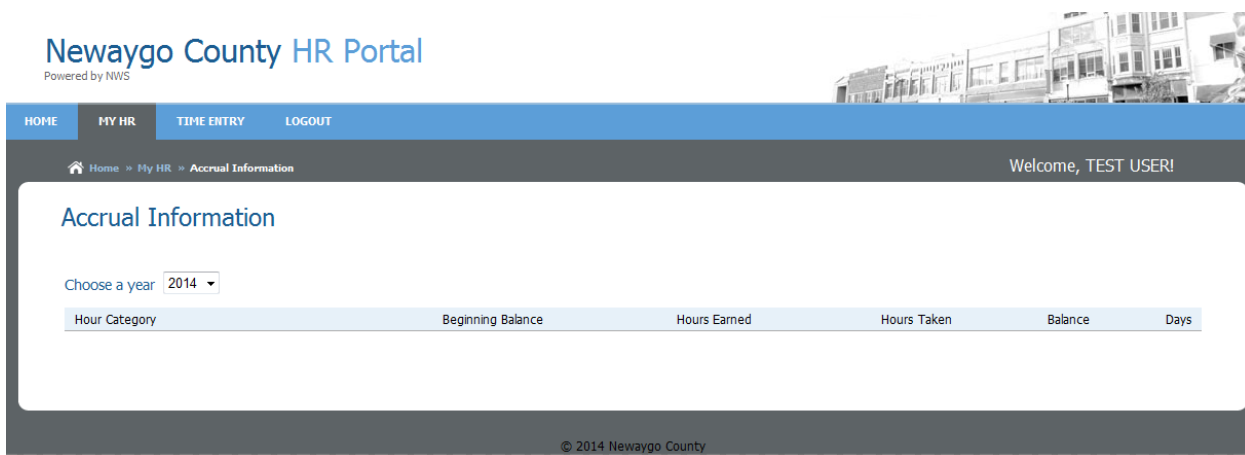 Newaygo County HR Portal
Powered by NWS
HOME MY HR TIME ENTRY LOGOUT
Home » My HR » Accrual Information Welcome, TEST USER!
Accrual Information
Choose a year 2014
Hour Category Beginning Balance Hours Earned Hours Taken Balance Days
© 2014 Newaygo County